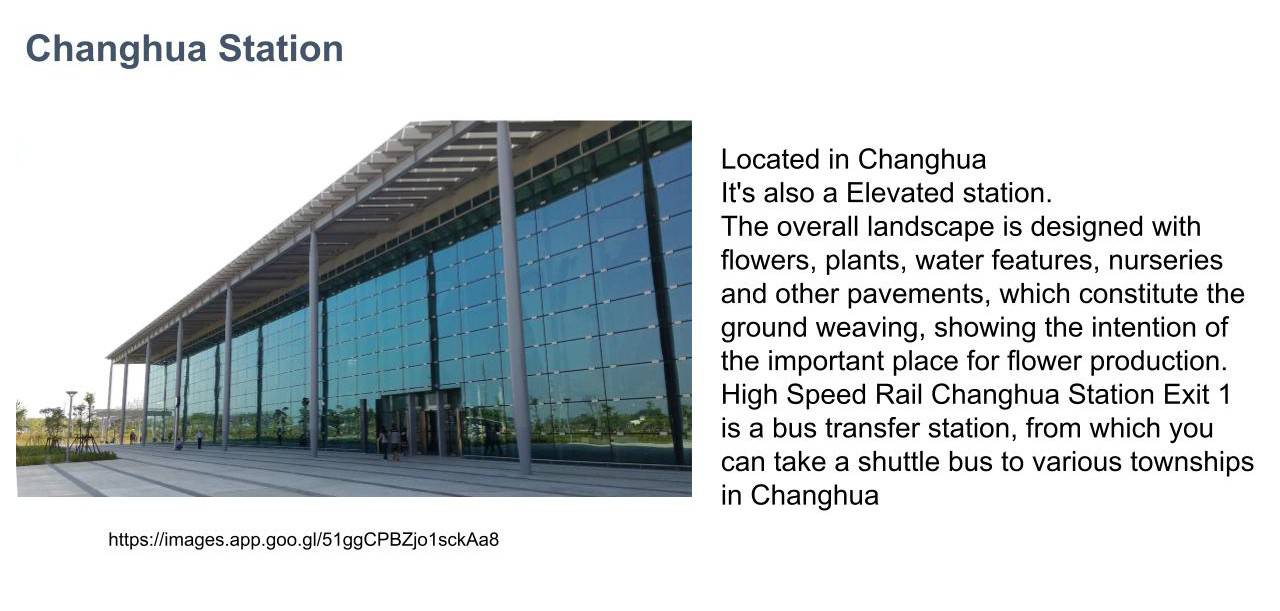 Changhua Station
Located in Changhua
It's also a Elevated station.
The overall landscape is designed with
flowers, plants, water features, nurseries
and other pavements, which constitute the
ground weaving, showing the intention of
the important place for flower production.
High Speed Rail Changhua Station Exit 1
is a bus transfer station, from which you
can take a shuttle bus to various townships
in Changhua
https://images.app.goo.gl/51ggCPBZjo1sckAa8